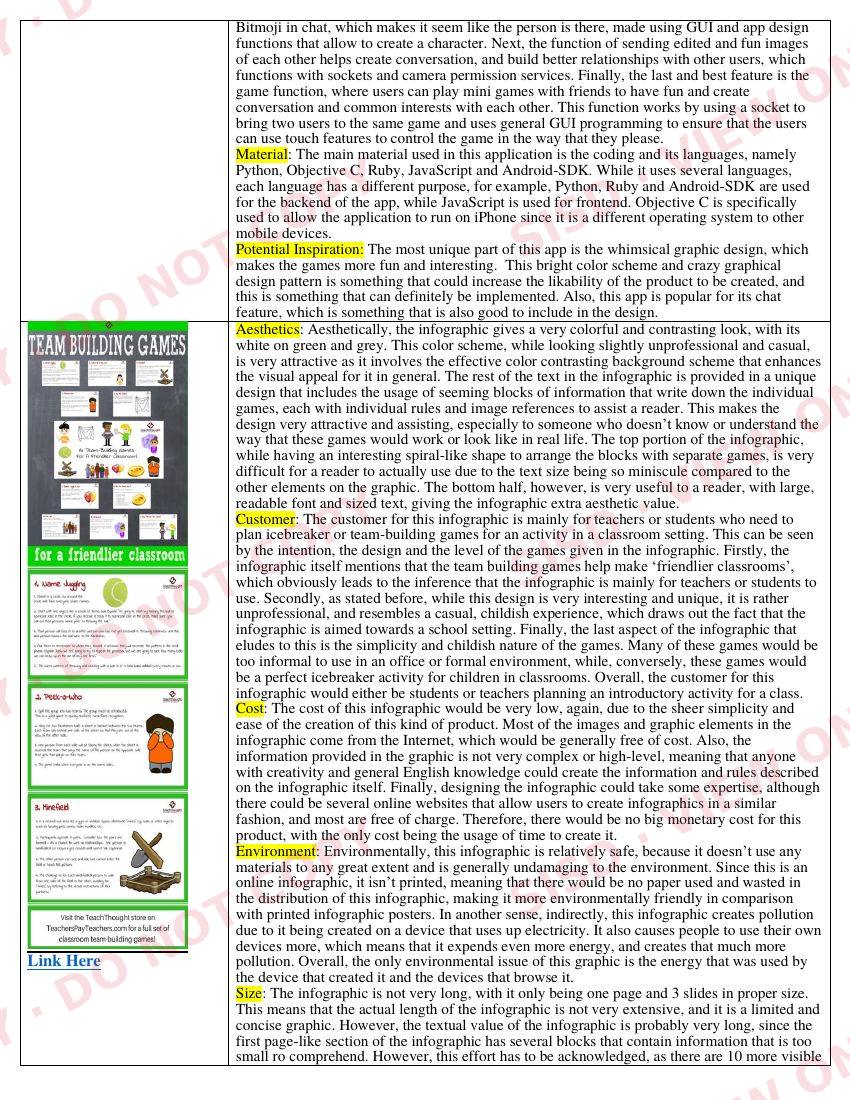 Bitmoji in chat, which makes it seem like the person is there, made using GUI and app design
functions that allow to create a character. Next, the function of sending edited and fun images
of each other helps create conversation, and build better relationships with other users, which
functions with sockets and camera permission services. Finally, the last and best feature is the
game function, where users can play mini games with friends to have fun and create
conversation and common interests with each other. This function works by using a socket to
bring two users to the same game and uses general GUI programming to ensure that the users
can use touch features to control the game in the way that they please.
Material: The main material used in this application is the coding and its languages, namely
Python, Objective C, Ruby, JavaScript and Android-SDK. While it uses several languages,
each language has a different purpose, for example, Python, Ruby and Android-SDK are used
for the backend of the app, while JavaScript is used for frontend. Objective C is specifically
used to allow the application to run on iPhone since it is a different operating system to other
mobile devices.
Potential Inspiration: The most unique part of this app is the whimsical graphic design, which
makes the games more fun and interesting. This bright color scheme and crazy graphical
design pattern is something that could increase the likability of the product to be created, and
this is something that can definitely be implemented. Also, this app is popular for its chat
feature, which is something that is also good to include in the design.
TEAM BUILDING GAMES
for a friendlier classroom
1. Name Juggling
2. Peek-a-Who
3. Minefield
Visit the TeachThought store on
TeachersPayTeachers.com for a full set of
classroom team-building games!
Link Here
Aesthetics: Aesthetically, the infographic gives a very colorful and contrasting look, with its
white on green and grey. This color scheme, while looking slightly unprofessional and casual,
is very attractive as it involves the effective color contrasting background scheme that enhances
the visual appeal for it in general. The rest of the text in the infographic is provided in a unique
design that includes the usage of seeming blocks of information that write down the individual
games, each with individual rules and image references to assist a reader. This makes the
design very attractive and assisting, especially to someone who doesn't know or understand the
way that these games would work or look like in real life. The top portion of the infographic,
while having an interesting spiral-like shape to arrange the blocks with separate games, is very
difficult for a reader to actually use due to the text size being so miniscule compared to the
other elements on the graphic. The bottom half, however, is very useful to a reader, with large,
readable font and sized text, giving the infographic extra aesthetic value.
Customer: The customer for this infographic is mainly for teachers or students who need to
plan icebreaker or team-building games for an activity in a classroom setting. This can be seen
by the intention, the design and the level of the games given in the infographic. Firstly, the
infographic itself mentions that the team building games help make 'friendlier classrooms',
which obviously leads to the inference that the infographic is mainly for teachers or students to
use. Secondly, as stated before, while this design is very interesting and unique, it is rather
unprofessional, and resembles a casual, childish experience, which draws out the fact that the
infographic is aimed towards a school setting. Finally, the last aspect of the infographic that
eludes to this is the simplicity and childish nature of the games. Many of these games would be
too informal to use in an office or formal environment, while, conversely, these games would
be a perfect icebreaker activity for children in classrooms. Overall, the customer for this
infographic would either be students or teachers planning an introductory activity for a class.
Cost: The cost of this infographic would be very low, again, due to the sheer simplicity and
ease of the creation of this kind of product. Most of the images and graphic elements in the
infographic come from the Internet, which would be generally free of cost. Also, the
information provided in the graphic is not very complex or high-level, meaning that anyone
with creativity and general English knowledge could create the information and rules described
on the infographic itself. Finally, designing the infographic could take some expertise, although
there could be several online websites that allow users to create infographics in a similar
fashion, and most are free of charge. Therefore, there would be no big monetary cost for this
product, with the only cost being the usage of time to create it.
Environment: Environmentally, this infographic is relatively safe, because it doesn't use any
materials to any great extent and is generally undamaging to the environment. Since this is an
online infographic, it isn't printed, meaning that there would be no paper used and wasted in
the distribution of this infographic, making it more environmentally friendly in comparison
with printed infographic posters. In another sense, indirectly, this infographic creates pollution
due to it being created on a device that uses up electricity. It also causes people to use their own
devices more, which means that it expends even more energy, and creates that much more
pollution. Overall, the only environmental issue of this graphic is the energy that was used by
the device that created it and the devices that browse it.
Size: The infographic is not very long, with it only being one page and 3 slides in proper size.
This means that the actual length of the infographic is not very extensive, and it is a limited and
concise graphic. However, the textual value of the infographic is probably very long, since the
first page-like section of the infographic has several blocks that contain information that is too
small ro comprehend. However, this effort has to be acknowledged, as there are 10 more visible